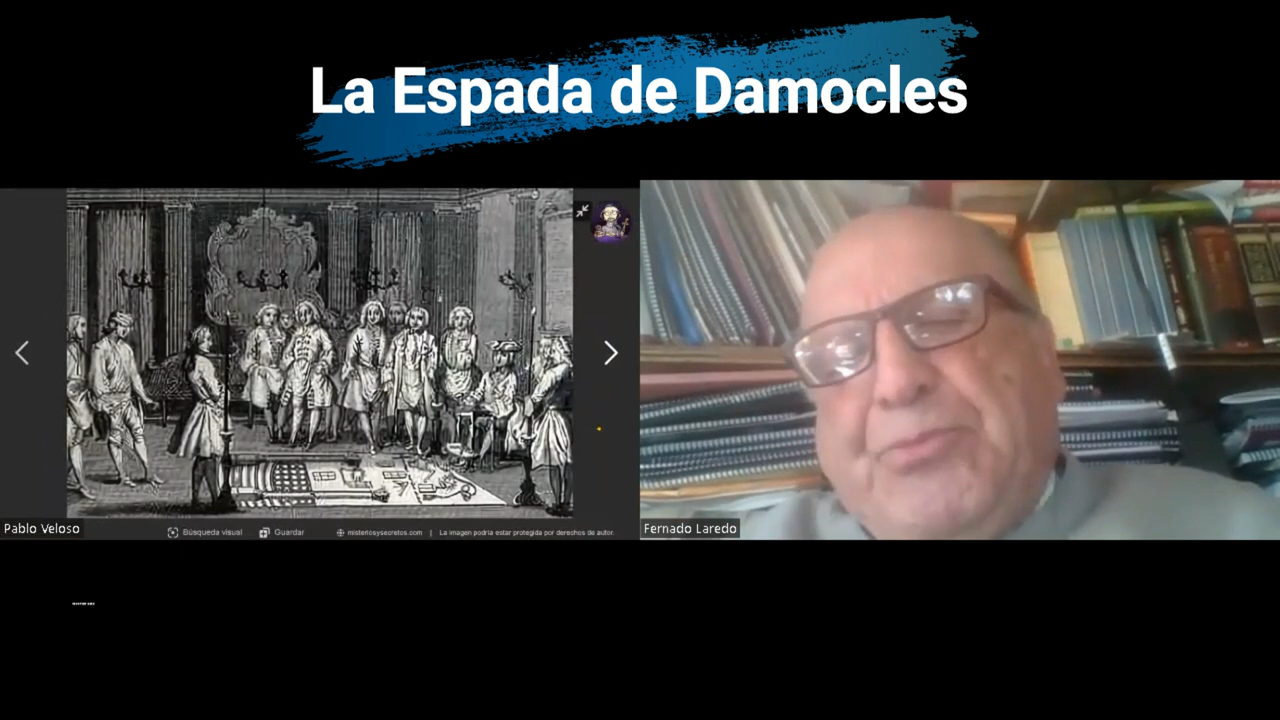 La Espada de Damocles
Pablo Veloso
Búsqueda visual
Guardar
misteriosysecretos.com | La imagen podría estar protegida por derechos de autor.
Fernado Laredo